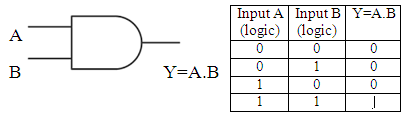 A
B
Y=A.B
Input A Input B Y=A.B
(logic) (logic)
0 0 0
0 1 0
1 0 0
1 1